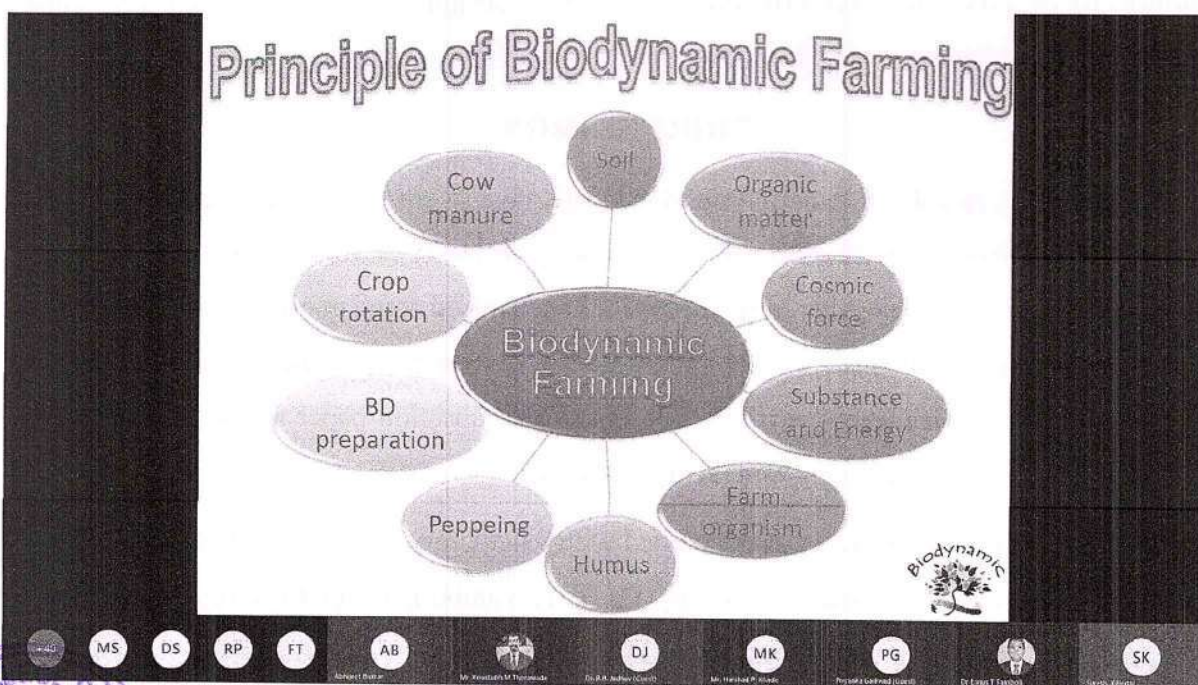 Principle of Biodynamic Farming
Soil
Organic
matter
Cosmic
force
Substance
and Energy
Farm
organism
Humus
Peppeing
BD
preparation
Crop
rotation
Cow
manure
Biodynamic
Farming
Biodynamic
MS
DS
RP
FT
AB
DJ
MK
PG
SK